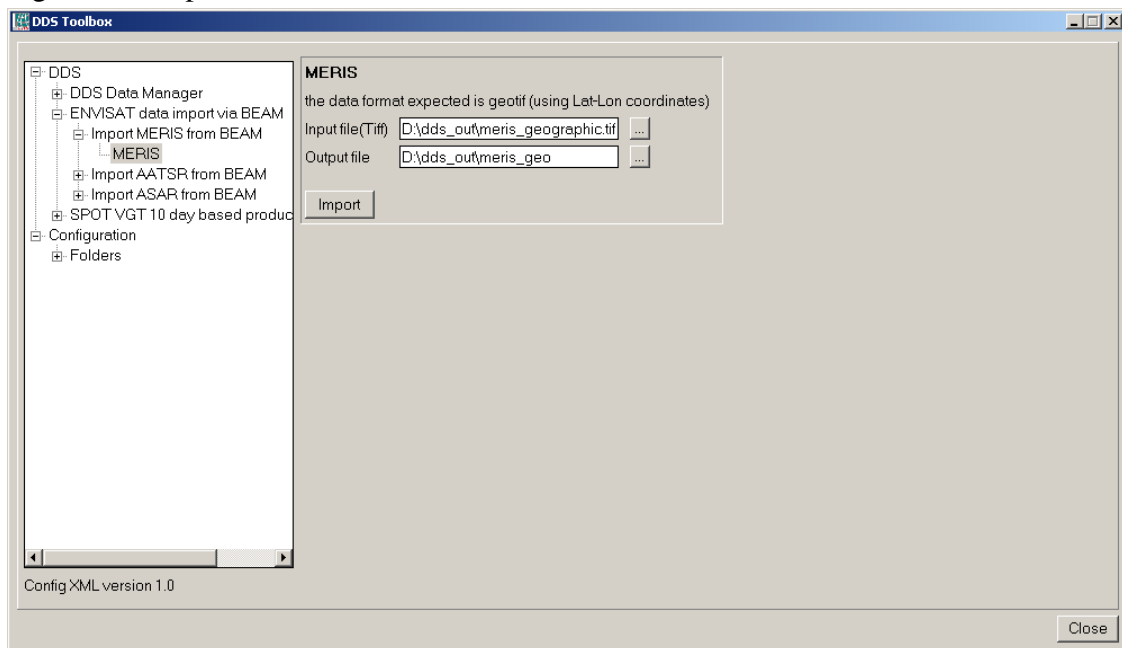 DDS Toolbox
DDS
DDS Data Manager
ENVISAT data import via BEAM
Import MERIS from BEAM
MERIS
Import AATSR from BEAM
Import ASAR from BEAM
SPOT VGT 10 day based produc
Configuration
Folders
MERIS
the data format expected is geotif (using Lat-Lon coordinates)
Input file(Tiff) D:\dds_out\meris_geographic.tif ...
Output file D:\dds_out\meris_geo ...
Import
Config XML version 1.0
Close